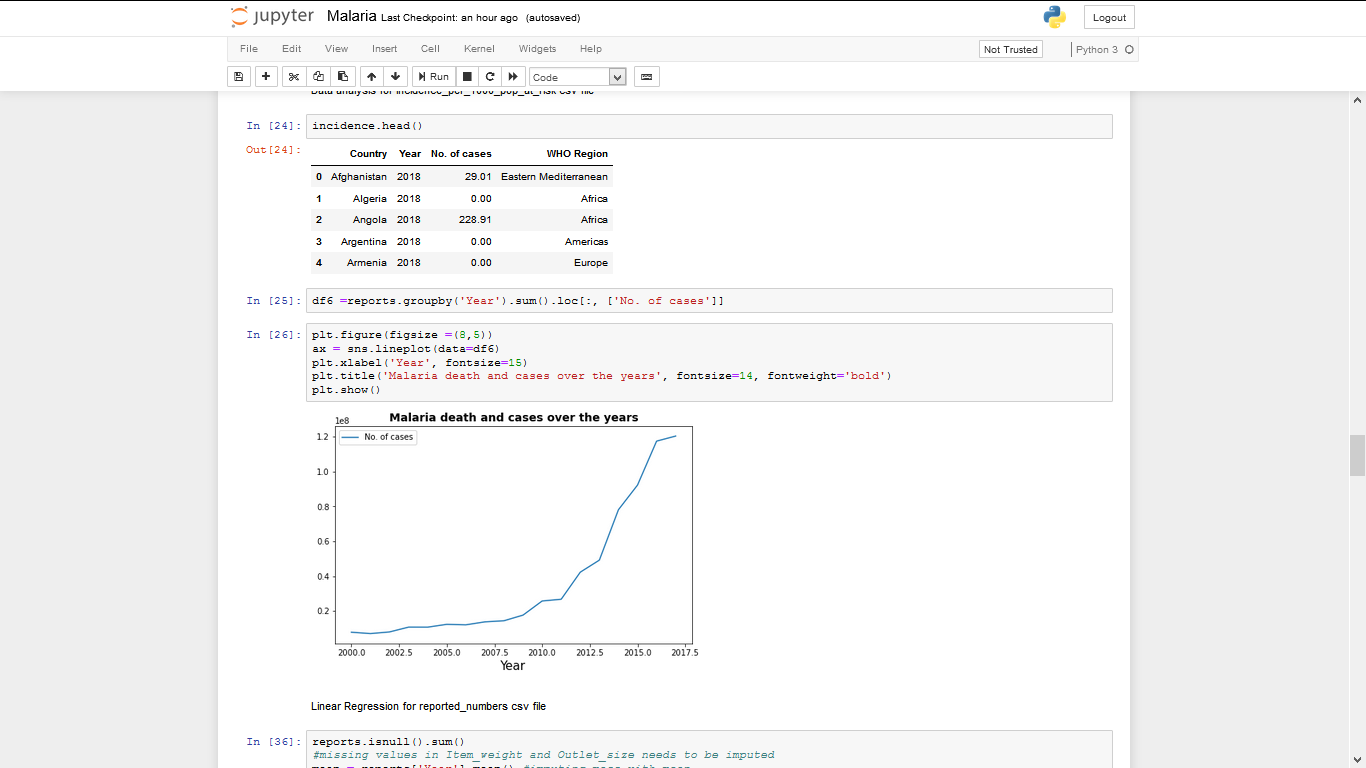 jupyter Malaria Last Checkpoint: an hour ago (autosaved)
Logout
File Edit View Insert Cell Kernel Widgets Help
Not Trusted Python 3
Run Code
Data analysis for incidence_per_1000_pop_at_risk csv file
In [24]: incidence.head()
Out[24]:
Country Year No. of cases WHO Region
0 Afghanistan 2018 29.01 Eastern Mediterranean
1 Algeria 2018 0.00 Africa
2 Angola 2018 228.91 Africa
3 Argentina 2018 0.00 Americas
4 Armenia 2018 0.00 Europe
In [25]: df6 =reports.groupby('Year').sum().loc[:, ['No. of cases']]
In [26]: plt.figure(figsize =(8,5))
ax = sns.lineplot(data=df6)
plt.xlabel('Year', fontsize=15)
plt.title('Malaria death and cases over the years', fontsize=14, fontweight='bold')
plt.show()
Malaria death and cases over the years
1e8
No. of cases
1.2
1.0
0.8
0.6
0.4
0.2
2000.0 2002.5 2005.0 2007.5 2010.0 2012.5 2015.0 2017.5
Year
Linear Regression for reported_numbers csv file
In [36]: reports.isnull().sum()
#missing values in Item_weight and Outlet_size needs to be imputed